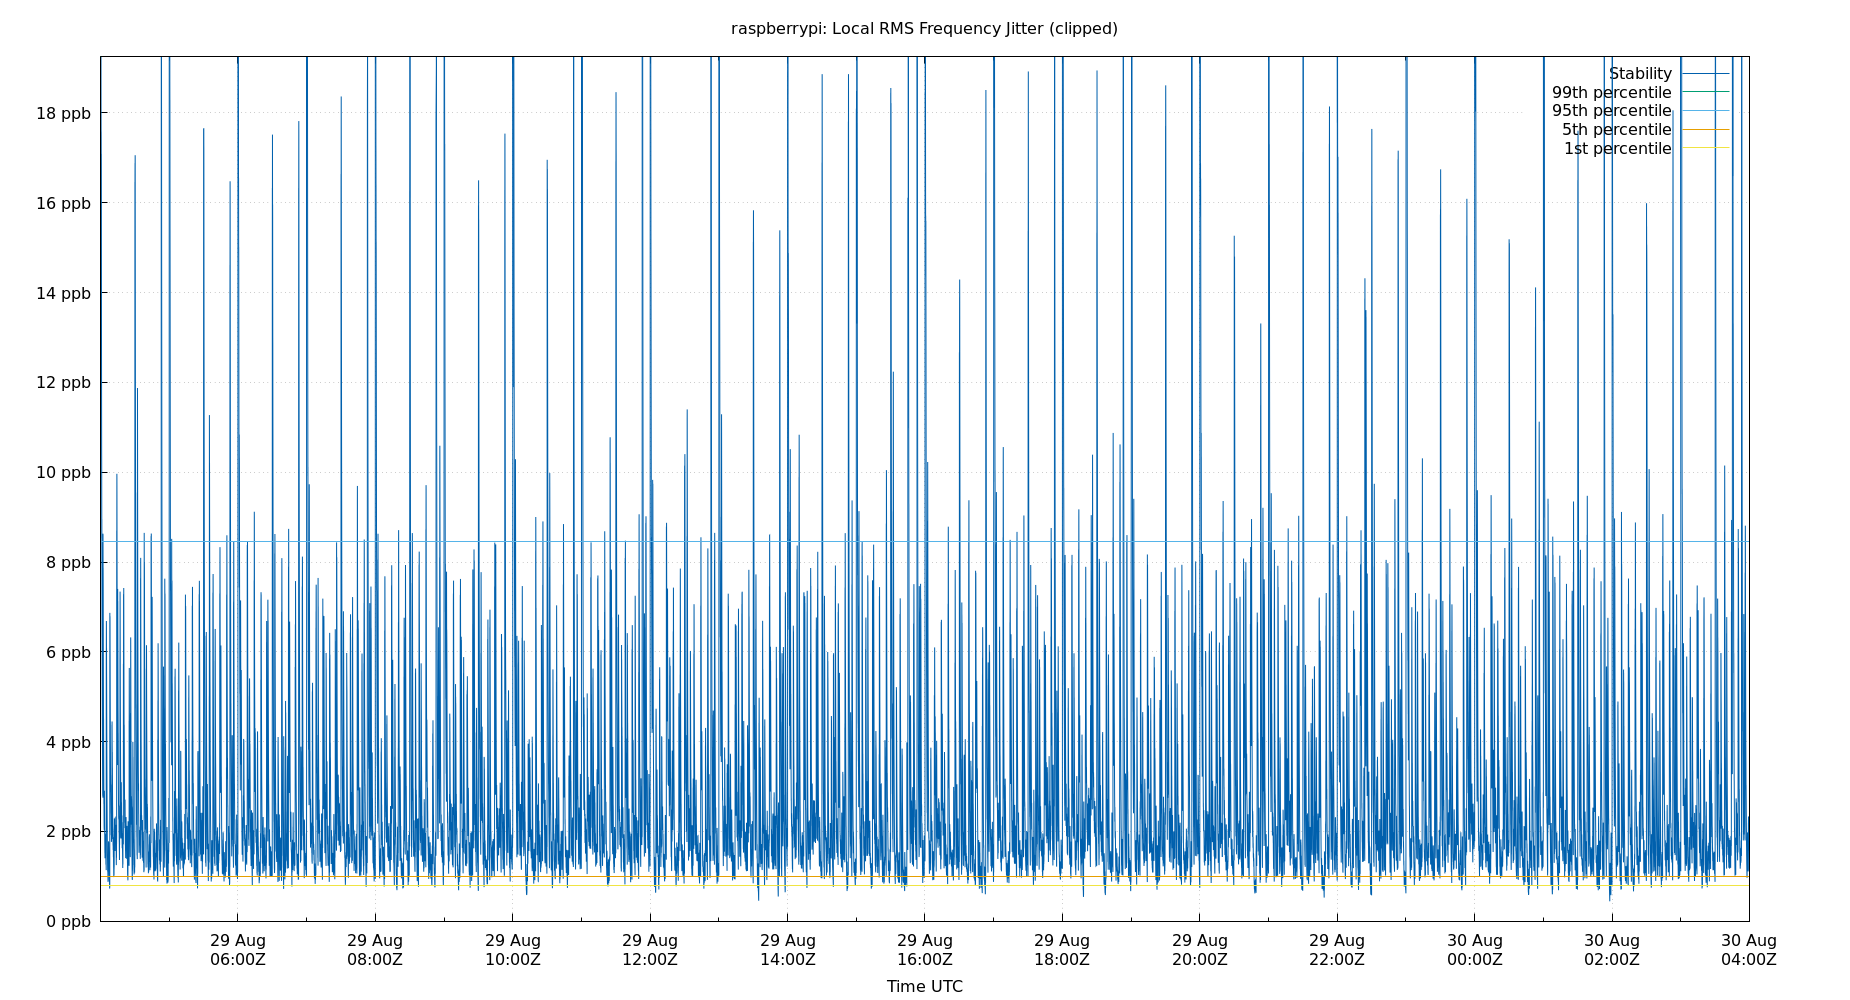 raspberrypi: Local RMS Frequency Jitter (clipped)
Stability
99th percentile
95th percentile
5th percentile
1st percentile
18 ppb
16 ppb
14 ppb
12 ppb
10 ppb
8 ppb
6 ppb
4 ppb
2 ppb
0 ppb
29 Aug 29 Aug 29 Aug 29 Aug 29 Aug 29 Aug 29 Aug 29 Aug 29 Aug 30 Aug 30 Aug 30 Aug
06:00Z 08:00Z 10:00Z 12:00Z 14:00Z 16:00Z 18:00Z 20:00Z 22:00Z 00:00Z 02:00Z 04:00Z
Time UTC